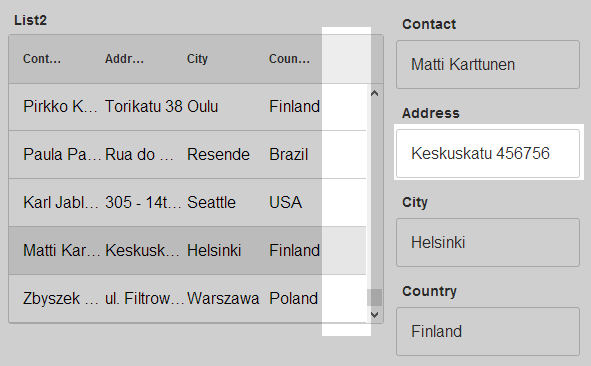 List2
Cont… Addr… City Coun…
Pirkko K… Torikatu 38 Oulu Finland
Paula Pa… Rua do … Resende Brazil
Karl Jabl… 305 - 14t… Seattle USA
Matti Kar… Keskusk… Helsinki Finland
Zbyszek … ul. Filtrow… Warszawa Poland
Contact
Matti Karttunen
Address
Keskuskatu 456756
City
Helsinki
Country
Finland